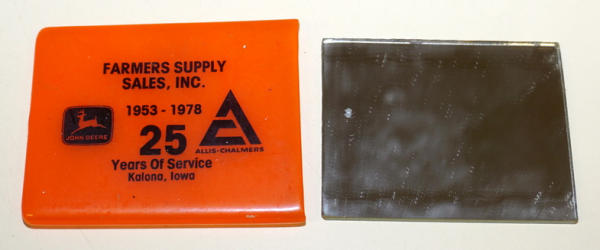 FARMERS SUPPLY
SALES, INC.
1953 - 1978
JOHN DEERE
25
ALLIS-CHALMERS
Years Of Service
Kalona, Iowa